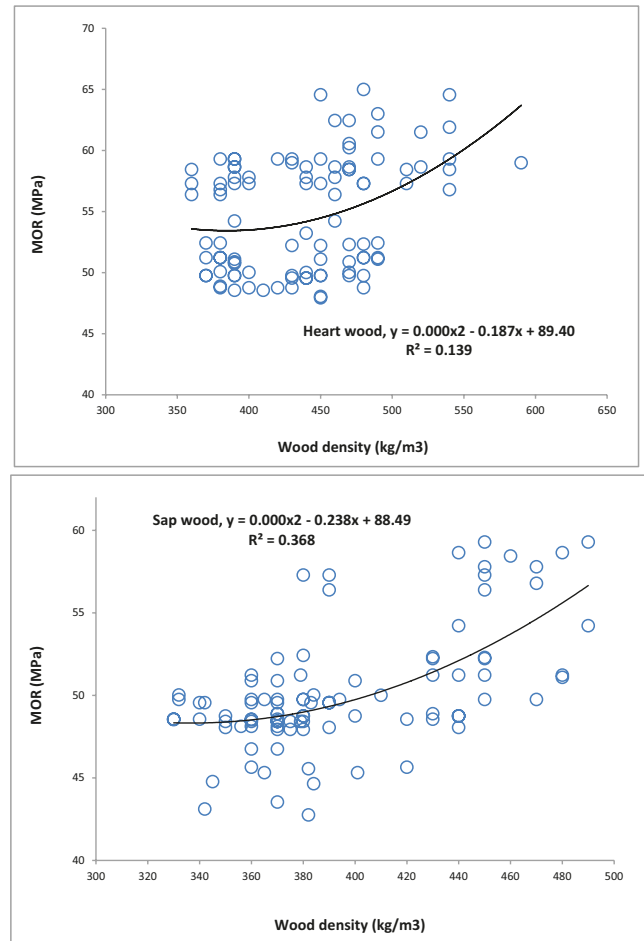 70
65
60
55
50
45
40
MOR (MPa)
Heart wood, y = 0.000x2 - 0.187x + 89.40
R² = 0.139
300 350 400 450 500 550 600 650
Wood density (kg/m3)
Sap wood, y = 0.000x2 - 0.238x + 88.49
R² = 0.368
60
55
50
45
40
MOR (MPa)
300 320 340 360 380 400 420 440 460 480 500
Wood density (kg/m3)